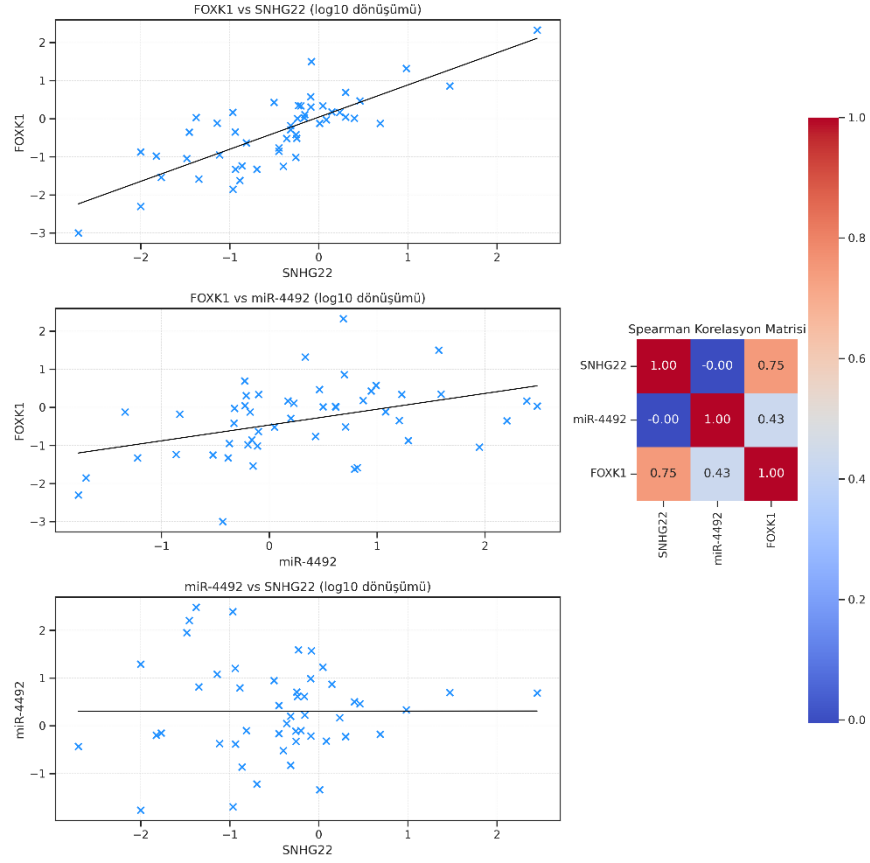 FOXK1 vs SNHG22 (log10 dönüşümü)
2
1
0
−1
−2
−3
FOXK1
−2
−1
0
1
2
SNHG22
FOXK1 vs miR-4492 (log10 dönüşümü)
2
1
0
−1
−2
−3
FOXK1
−1
0
1
2
miR-4492
miR-4492 vs SNHG22 (log10 dönüşümü)
2
1
0
−1
miR-4492
−2
−1
0
1
2
SNHG22
Spearman Korelasyon Matrisi
SNHG22 1.00 -0.00 0.75
miR-4492 -0.00 1.00 0.43
FOXK1 0.75 0.43 1.00
SNHG22
miR-4492
FOXK1
1.0
0.8
0.6
0.4
0.2
0.0